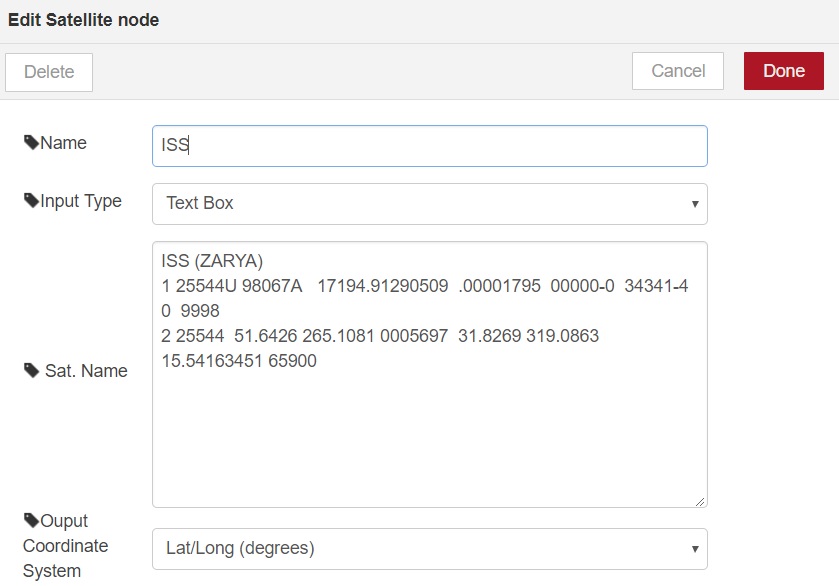 Edit Satellite node
Delete
Cancel
Done
Name
ISS
Input Type
Text Box
Sat. Name
ISS (ZARYA)
1 25544U 98067A   17194.91290509  .00001795  00000-0  34341-4
0  9998
2 25544  51.6426 265.1081 0005697  31.8269 319.0863
15.54163451 65900
Ouput
Coordinate
System
Lat/Long (degrees)